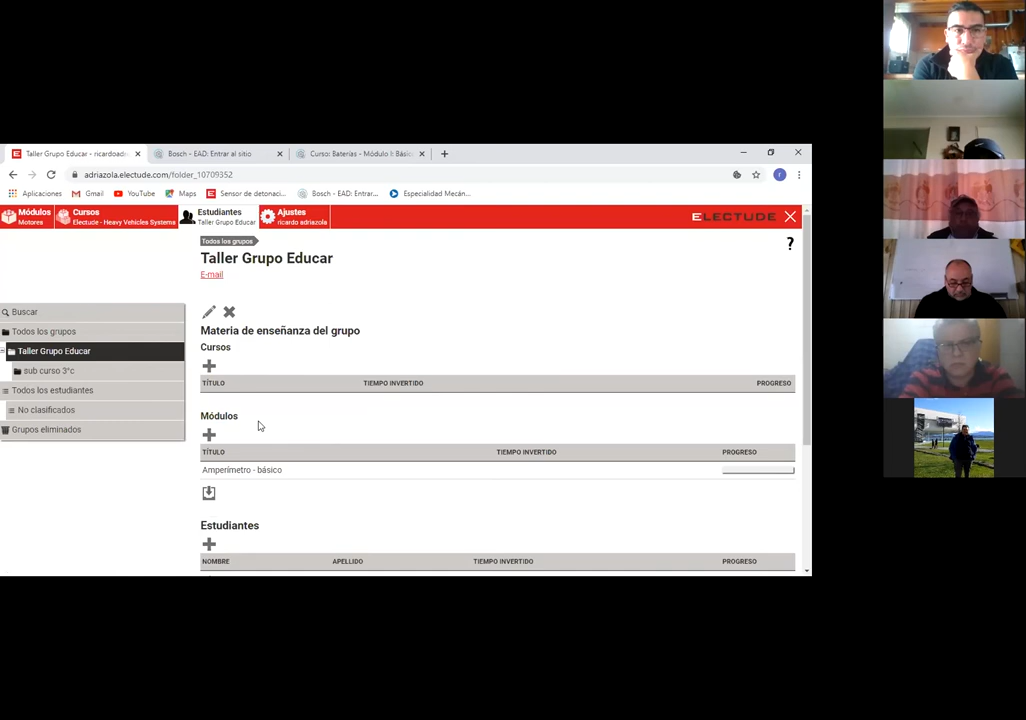 Taller Grupo Educar - ricardoadr
Bosch - EAD: Entrar al sitio
Curso: Baterías - Módulo I: Básic
adriazola.electude.com/folder_10709352
Aplicaciones
Gmail
YouTube
Maps
Sensor de detonaci...
Bosch - EAD: Entrar...
Especialidad Mecán...
Módulos
Motores
Cursos
Electude - Heavy Vehicles Systems
Estudiantes
Taller Grupo Educar
Ajustes
ricardo adriazola
ELECTUDE
Todos los grupos
?
Taller Grupo Educar
E-mail
Buscar
Todos los grupos
Taller Grupo Educar
sub curso 3°c
Todos los estudiantes
No clasificados
Grupos eliminados
Materia de enseñanza del grupo
Cursos
TÍTULO TIEMPO INVERTIDO PROGRESO
Módulos
TÍTULO TIEMPO INVERTIDO PROGRESO
Amperímetro - básico
Estudiantes
NOMBRE APELLIDO TIEMPO INVERTIDO PROGRESO